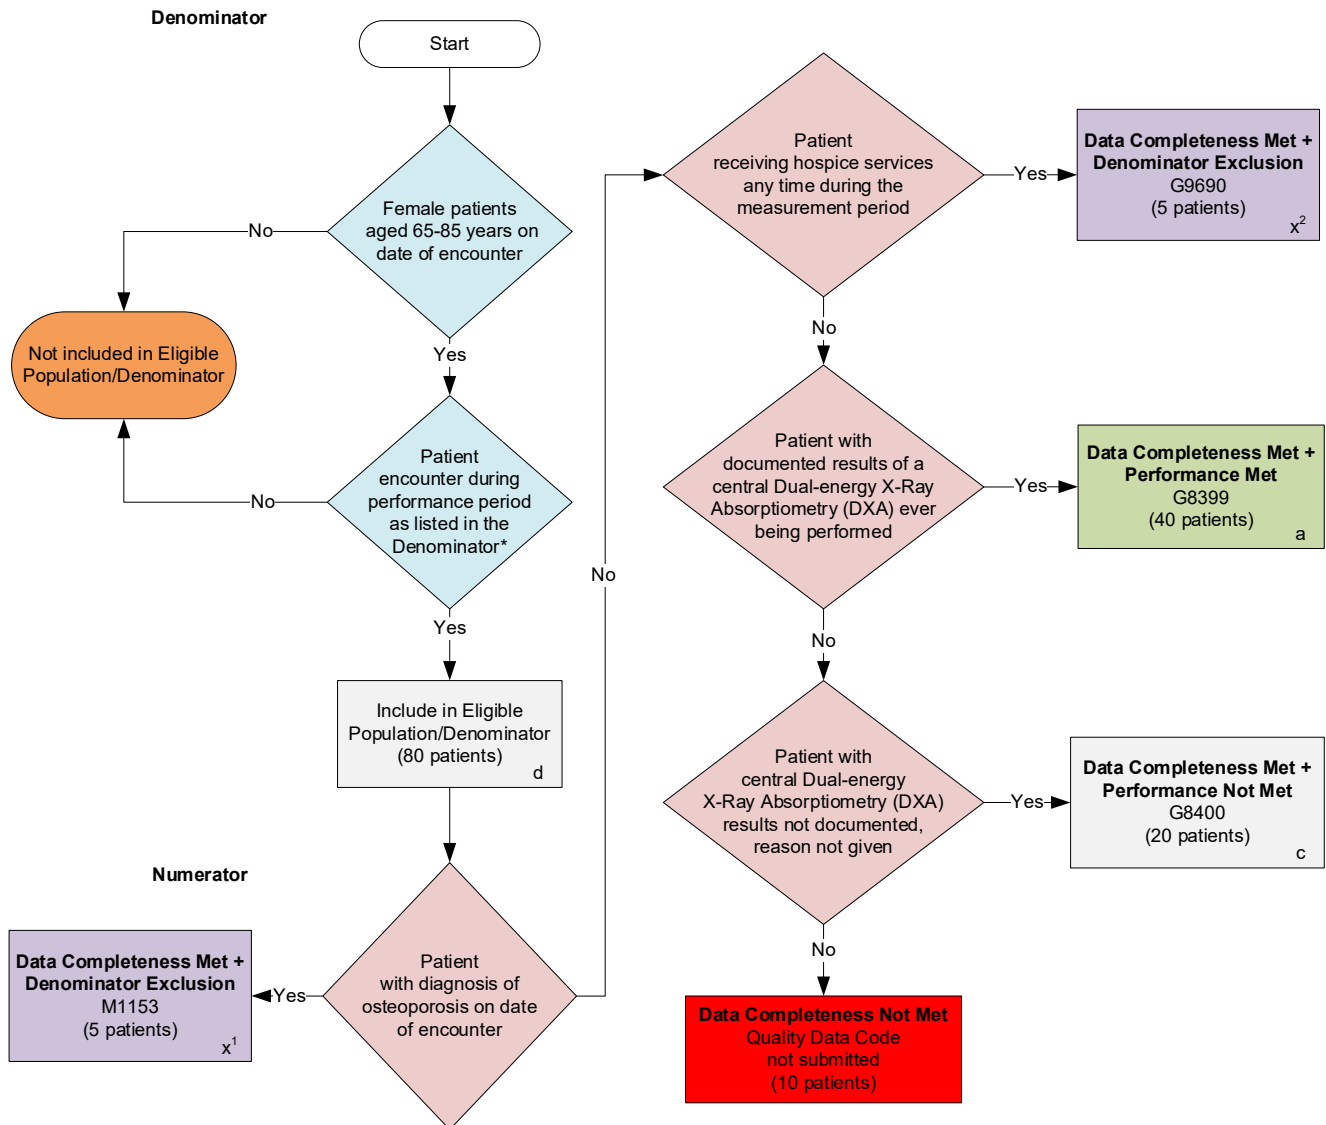 Denominator
Start
Female patients
aged 65-85 years on
date of encounter
No
Yes
Not included in Eligible
Population/Denominator
Patient
encounter during
performance period
as listed in the
Denominator*
No
Yes
Include in Eligible
Population/Denominator
(80 patients)
d
Numerator
Patient
with diagnosis of
osteoporosis on date
of encounter
Yes
Data Completeness Met +
Denominator Exclusion
M1153
(5 patients)
x¹
No
Patient
receiving hospice services
any time during the
measurement period
Yes
Data Completeness Met +
Denominator Exclusion
G9690
(5 patients)
x²
No
Patient with
documented results of a
central Dual-energy X-Ray
Absorptiometry (DXA) ever
being performed
Yes
Data Completeness Met +
Performance Met
G8399
(40 patients)
a
No
Patient with
central Dual-energy
X-Ray Absorptiometry (DXA)
results not documented,
reason not given
Yes
Data Completeness Met +
Performance Not Met
G8400
(20 patients)
c
No
Data Completeness Not Met
Quality Data Code
not submitted
(10 patients)